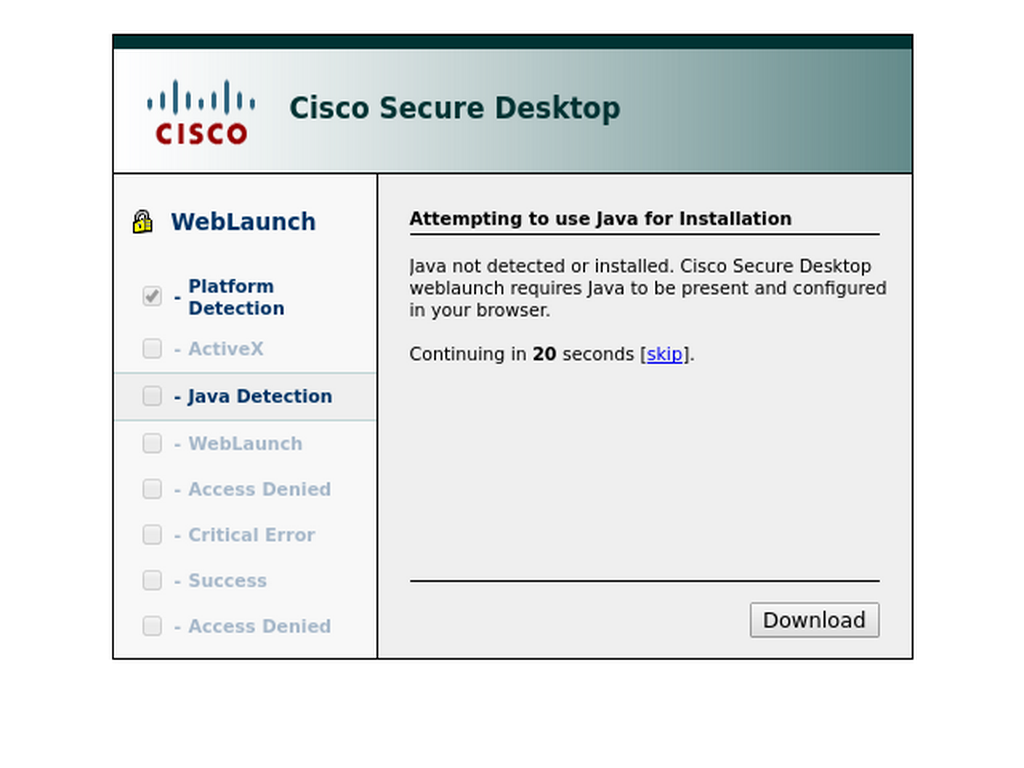 CISCO
Cisco Secure Desktop
WebLaunch
- Platform
Detection
- ActiveX
- Java Detection
- WebLaunch
- Access Denied
- Critical Error
- Success
- Access Denied
Attempting to use Java for Installation
Java not detected or installed. Cisco Secure Desktop
weblaunch requires Java to be present and configured
in your browser.
Continuing in 20 seconds [skip].
Download